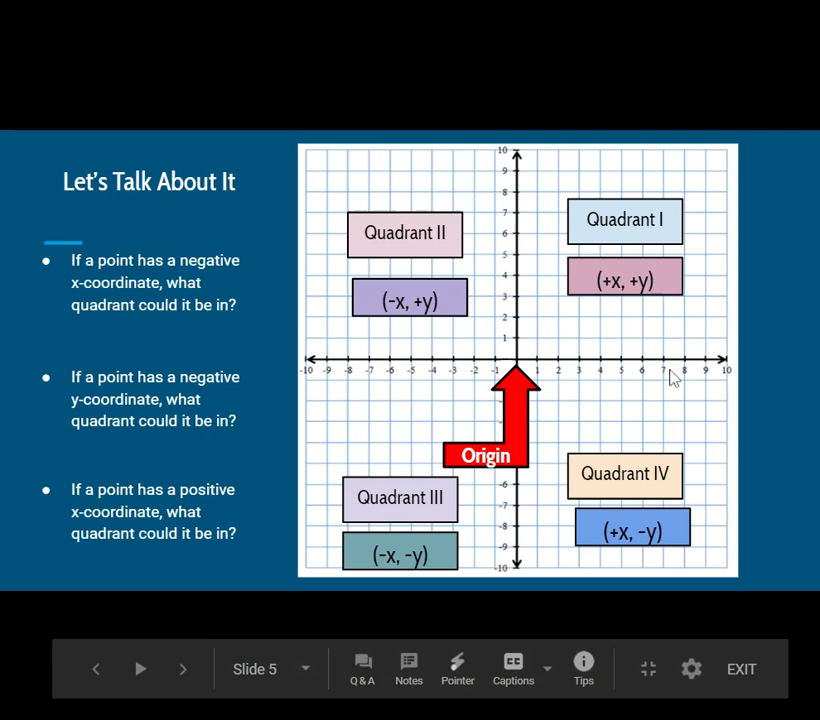 Let's Talk About It
● If a point has a negative
x-coordinate, what
quadrant could it be in?
● If a point has a negative
y-coordinate, what
quadrant could it be in?
● If a point has a positive
x-coordinate, what
quadrant could it be in?
10
9
8
7
6
5
4
3
2
1
-10 -9 -8 -7 -6 -5 -4 -3 -2 -1 1 2 3 4 5 6 7 8 9 10
-6
-7
-8
-9
-10
Quadrant II
(-x, +y)
Quadrant I
(+x, +y)
Origin
Quadrant III
(-x, -y)
Quadrant IV
(+x, -y)
Slide 5
Q & A
Notes
Pointer
CC
Captions
Tips
EXIT